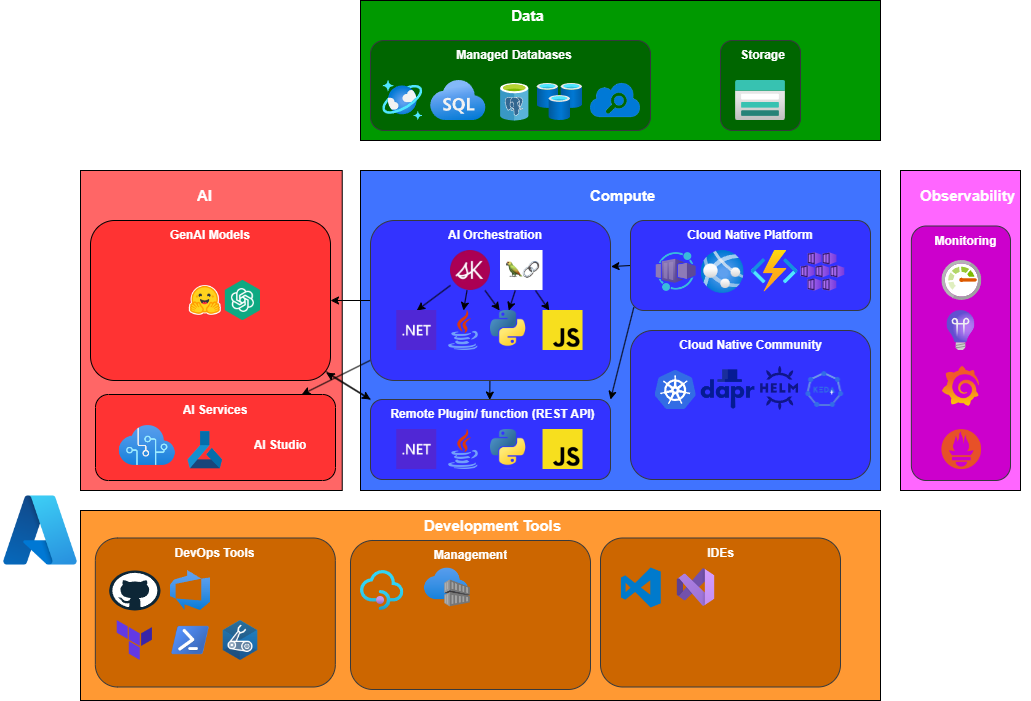 Data
Managed Databases
Storage
SQL
AI
Compute
Observability
GenAI Models
AI Orchestration
Cloud Native Platform
Monitoring
SK
.NET
JS
Cloud Native Community
dapr
HELM
KEDA
AI Services
AI Studio
Remote Plugin/ function (REST API)
.NET
JS
Development Tools
DevOps Tools
Management
IDEs